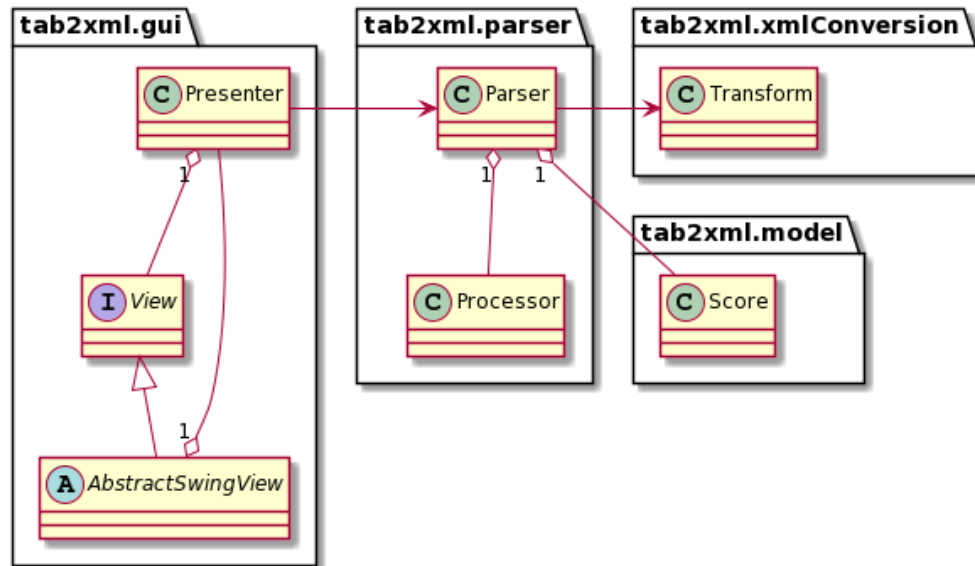 tab2xml.gui
tab2xml.parser
tab2xml.xmlConversion
C Presenter
C Parser
C Transform
1
1
1
tab2xml.model
I View
C Processor
C Score
1
A AbstractSwingView